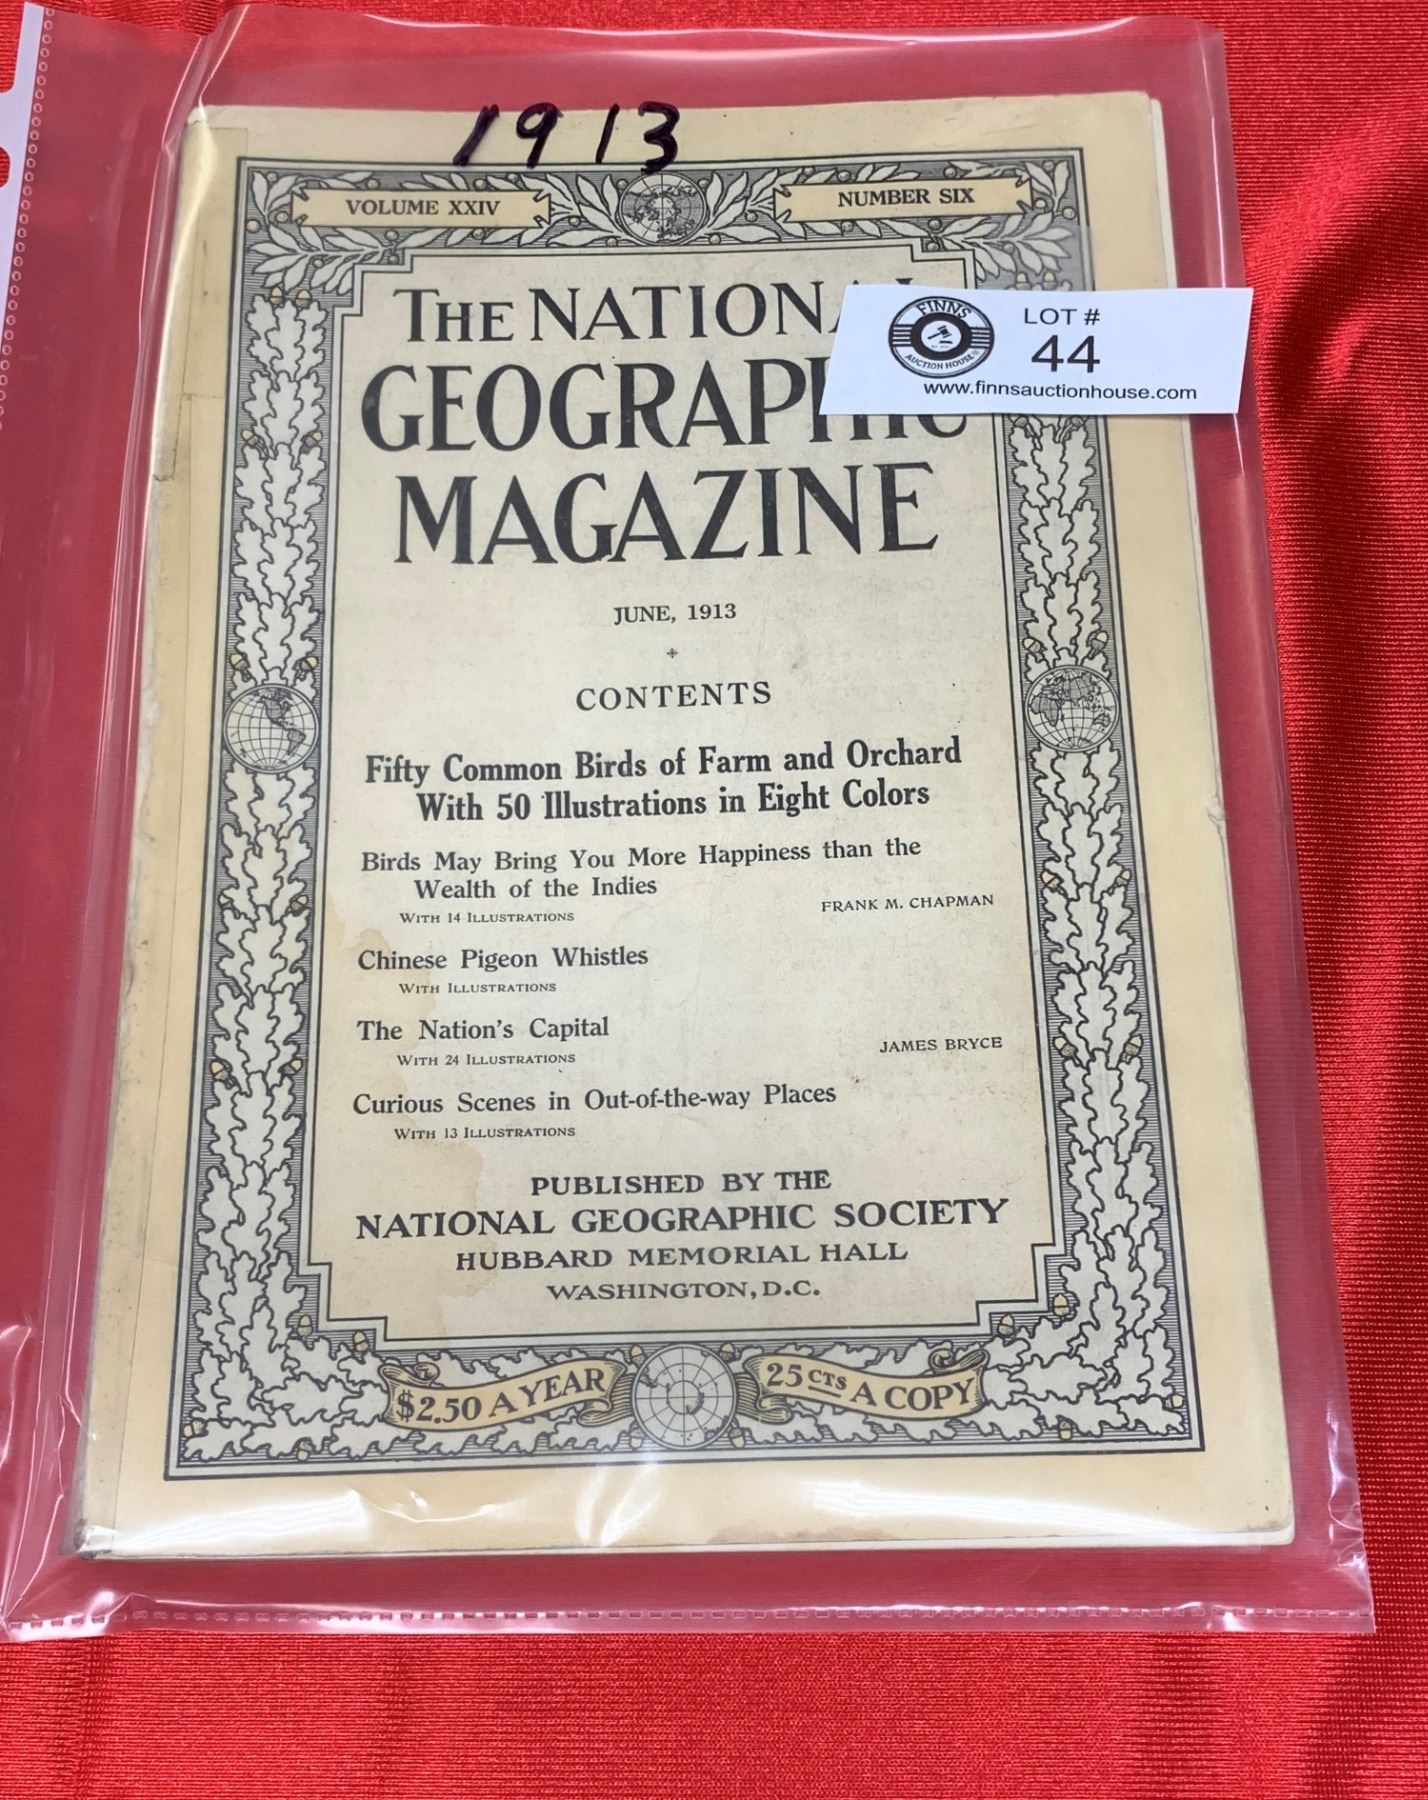 1913
VOLUME XXIV
NUMBER SIX
THE NATIONAL
GEOGRAPHIC
MAGAZINE
FINNS
AUCTION HOUSE
LOT #
44
www.finnsauctionhouse.com
JUNE, 1913
CONTENTS
Fifty Common Birds of Farm and Orchard
With 50 Illustrations in Eight Colors
Birds May Bring You More Happiness than the
Wealth of the Indies
WITH 14 ILLUSTRATIONS FRANK M. CHAPMAN
Chinese Pigeon Whistles
WITH ILLUSTRATIONS
The Nation's Capital
WITH 24 ILLUSTRATIONS JAMES BRYCE
Curious Scenes in Out-of-the-way Places
WITH 13 ILLUSTRATIONS
PUBLISHED BY THE
NATIONAL GEOGRAPHIC SOCIETY
HUBBARD MEMORIAL HALL
WASHINGTON, D.C.
$2.50 A YEAR
25 CTS A COPY